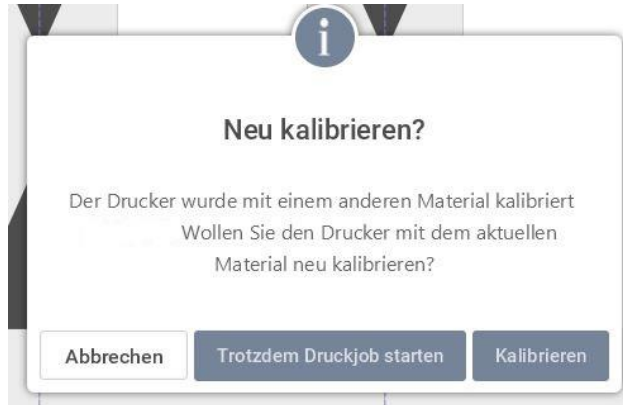 i
Neu kalibrieren?
Der Drucker wurde mit einem anderen Material kalibriert
Wollen Sie den Drucker mit dem aktuellen
Material neu kalibrieren?
Abbrechen
Trotzdem Druckjob starten
Kalibrieren